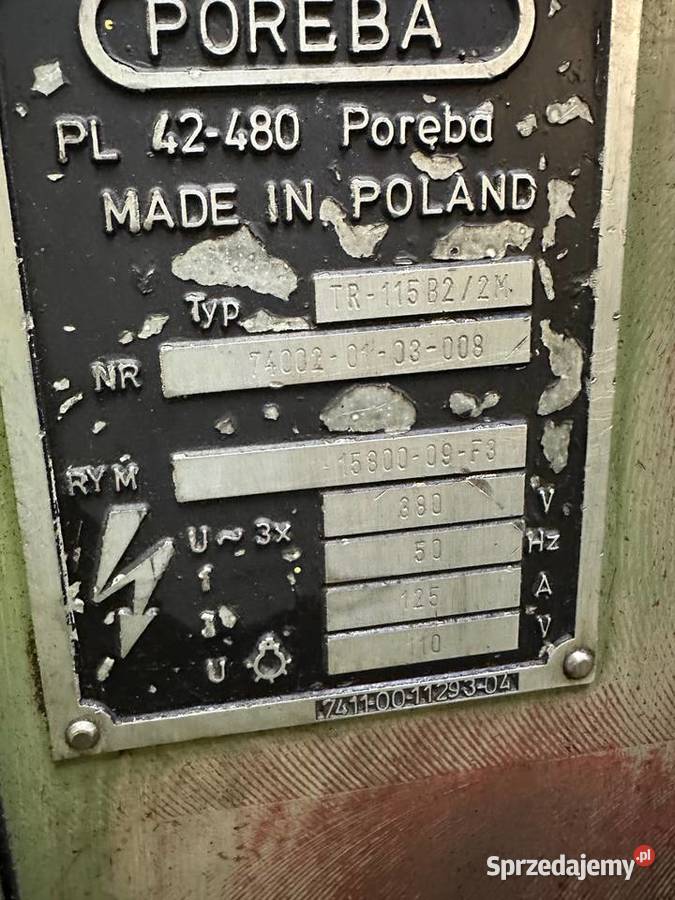 PORĘBA
PL 42-480 Poręba
MADE IN POLAND
Typ TR-115B2/2M
NR 74002-01-03-008
RYM 15800-09-F3
U~ 3x 380 V
f 50 Hz
125 A
U 110 V
7411-00-11293-04
Sprzedajemy.pl